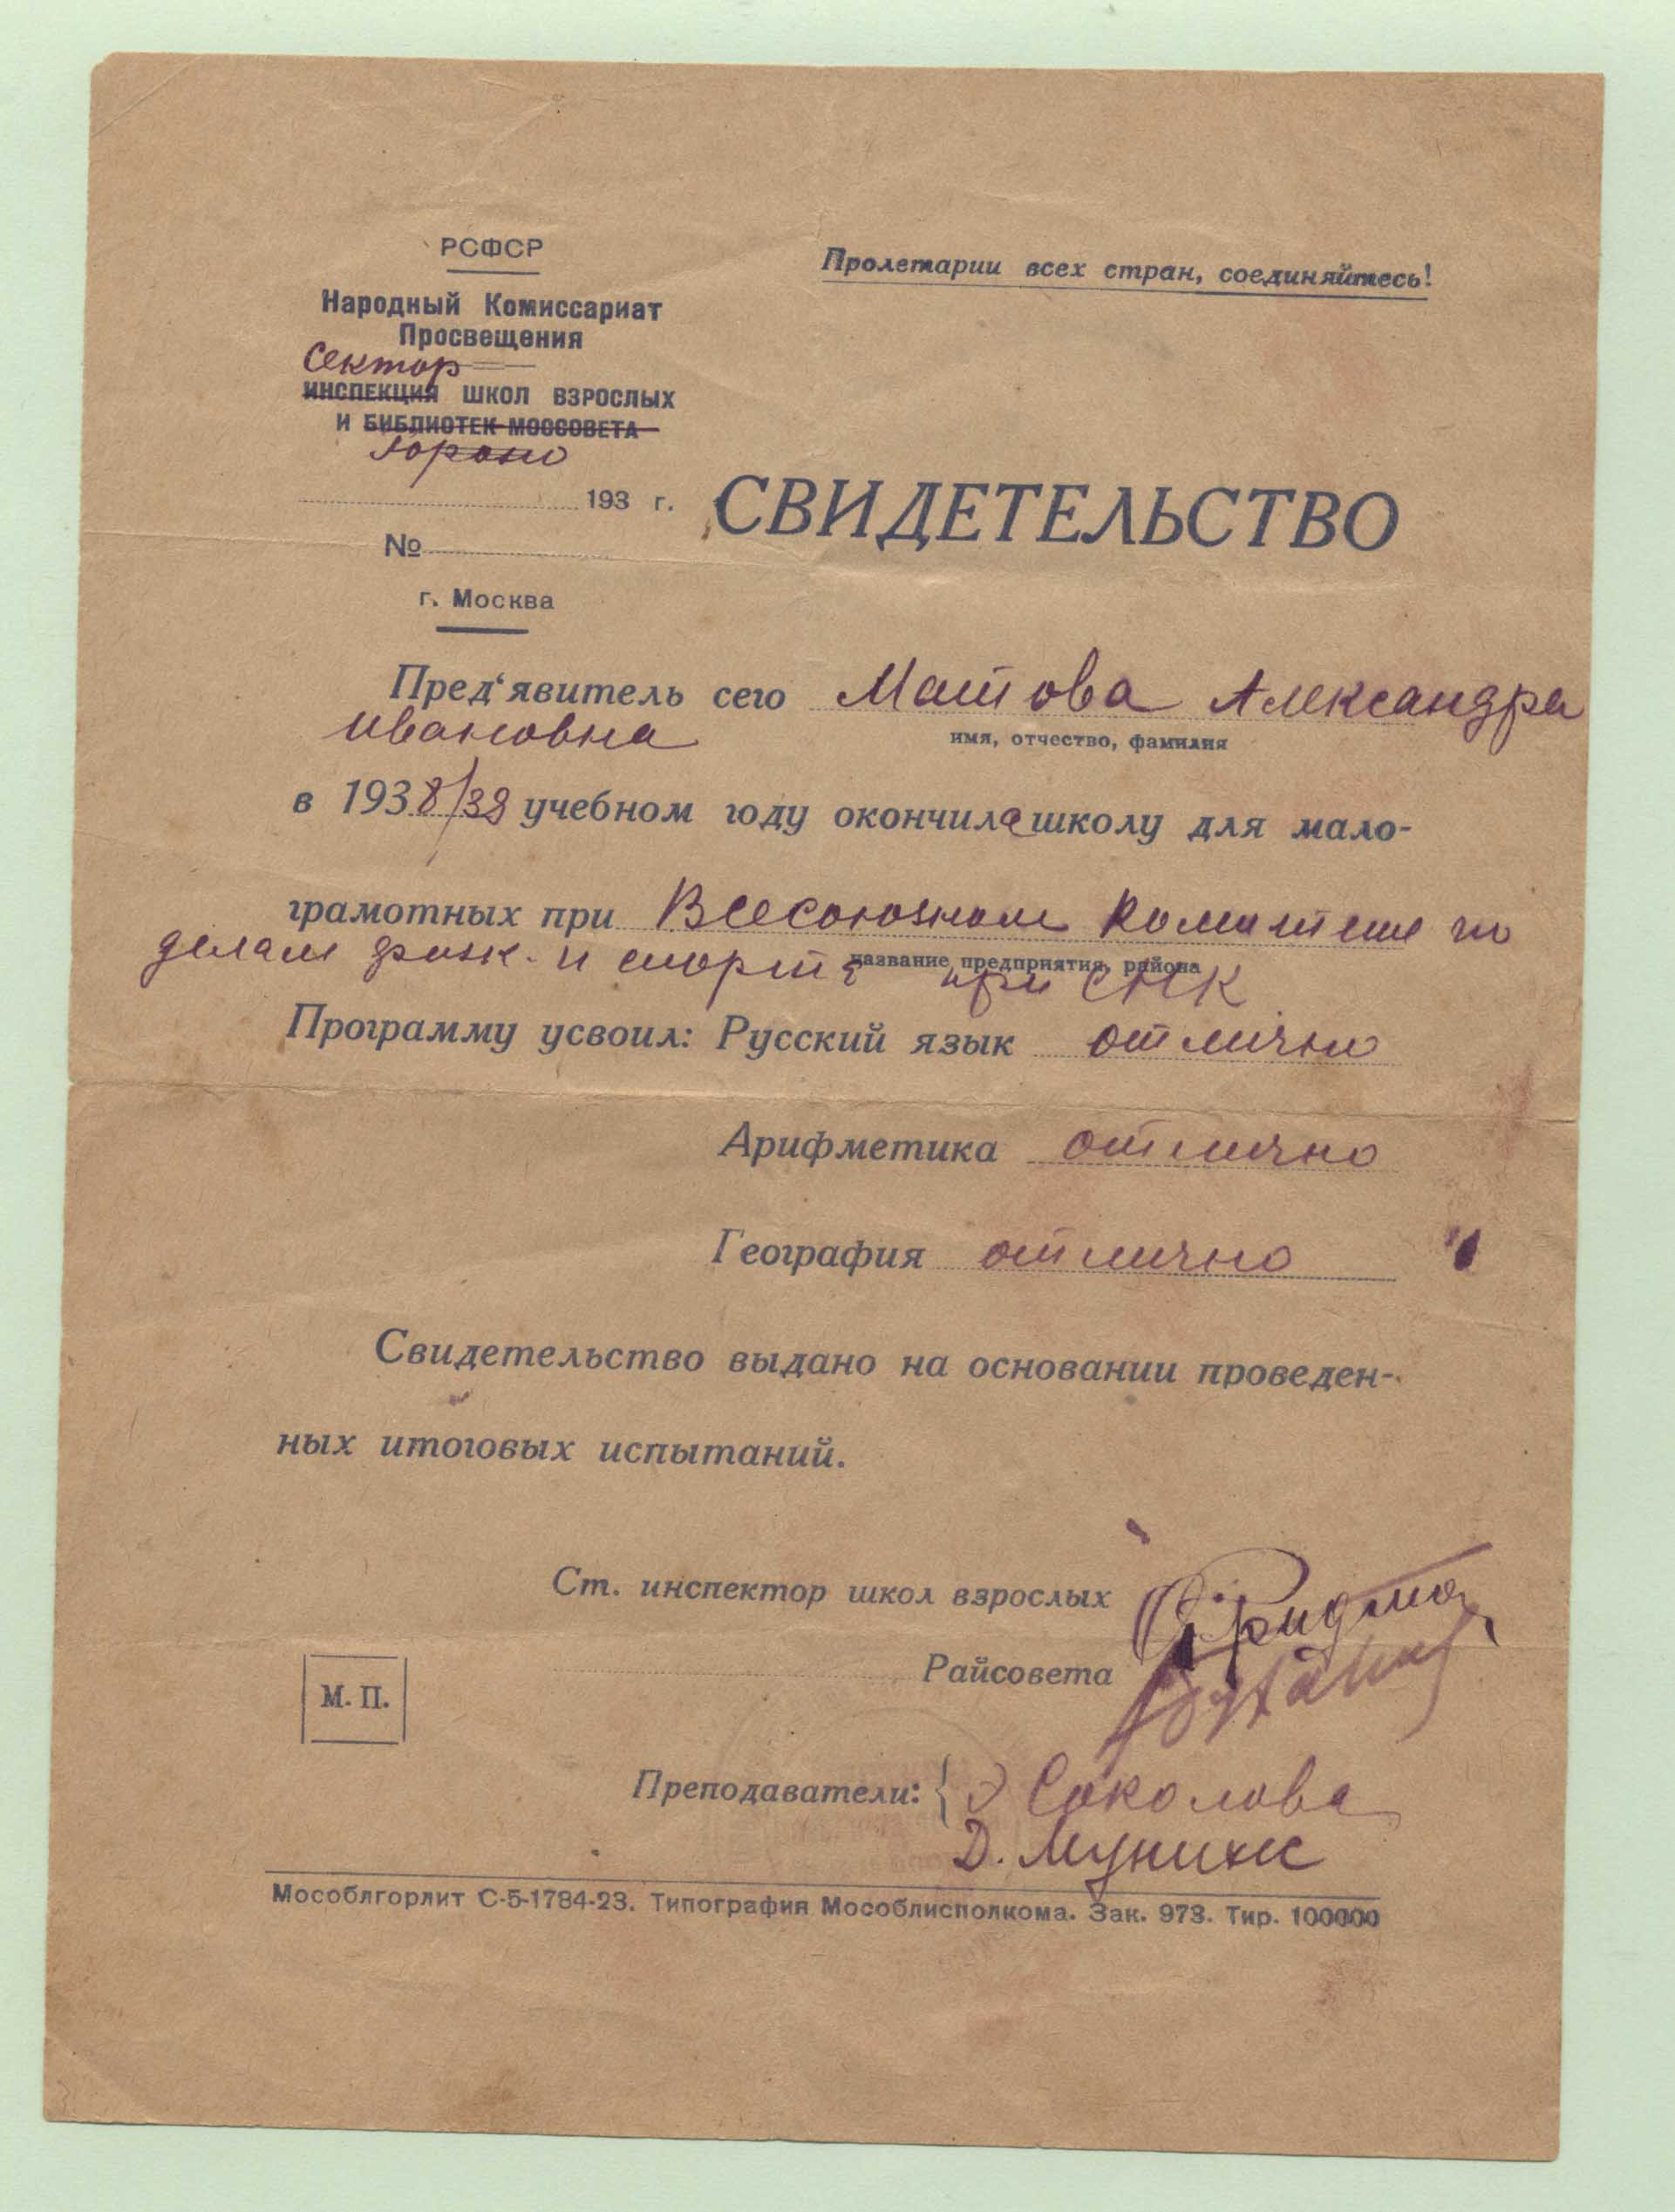 РСФСР
Народный Комиссариат
Просвещения
Сектор
ИНСПЕКЦИЯ ШКОЛ ВЗРОСЛЫХ
И БИБЛИОТЕК МОССОВЕТА
Гороно
193 г.
№
г. Москва
Пролетарии всех стран, соединяйтесь!
СВИДЕТЕЛЬСТВО
Пред‘явитель сего Матова Александра
Ивановна
имя, отчество, фамилия
в 1938/39 учебном году окончила школу для мало-
грамотных при Всесоюзном Комитете по
делам физк. и спорта при СНК
название предприятия, района
Программу усвоил: Русский язык отлично
Арифметика отлично
География отлично
Свидетельство выдано на основании проведен-
ных итоговых испытаний.
Ст. инспектор школ взрослых
Райсовета
М. П.
Преподаватели: { Соколова
Д.
Мособлгорлит С-5-1784-23. Типография Мособлисполкома. Зак. 973. Тир. 100000